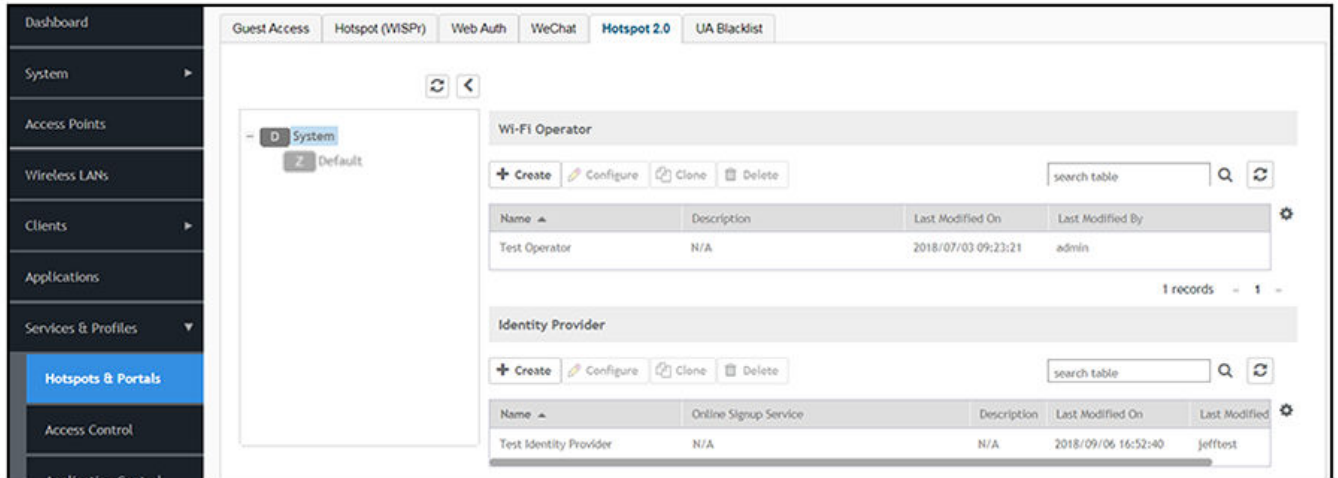 Dashboard
System
Access Points
Wireless LANs
Clients
Applications
Services & Profiles
Hotspots & Portals
Access Control
Guest Access Hotspot (WISPr) Web Auth WeChat Hotspot 2.0 UA Blacklist
D System
Z Default
Wi-Fi Operator
Create Configure Clone Delete search table
Name Description Last Modified On Last Modified By
Test Operator N/A 2018/07/03 09:23:21 admin
1 records 1
Identity Provider
Create Configure Clone Delete search table
Name Online Signup Service Description Last Modified On Last Modified
Test Identity Provider N/A N/A 2018/09/06 16:52:40 jefftest